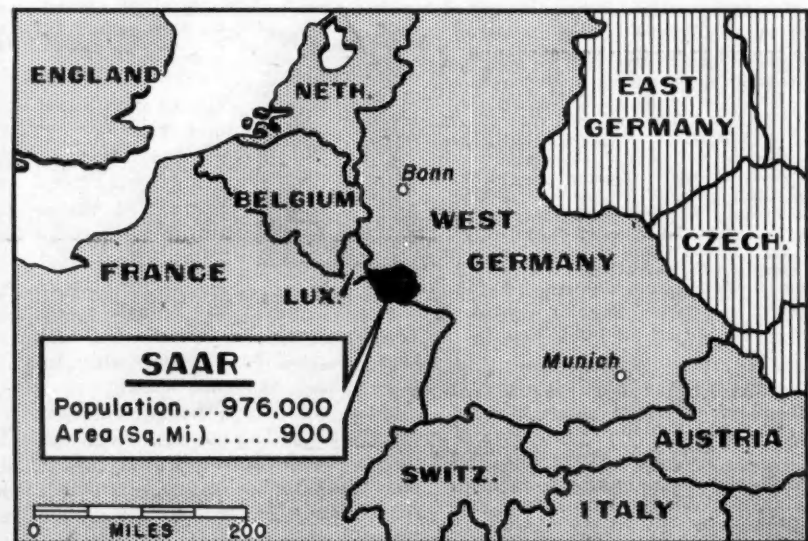 ENGLAND
NETH.
EAST
GERMANY
Bonn
BELGIUM
WEST
GERMANY
CZECH.
FRANCE
LUX.
SAAR
Population....976,000
Area (Sq. Mi.).......900
Munich
AUSTRIA
SWITZ.
ITALY
0 MILES 200